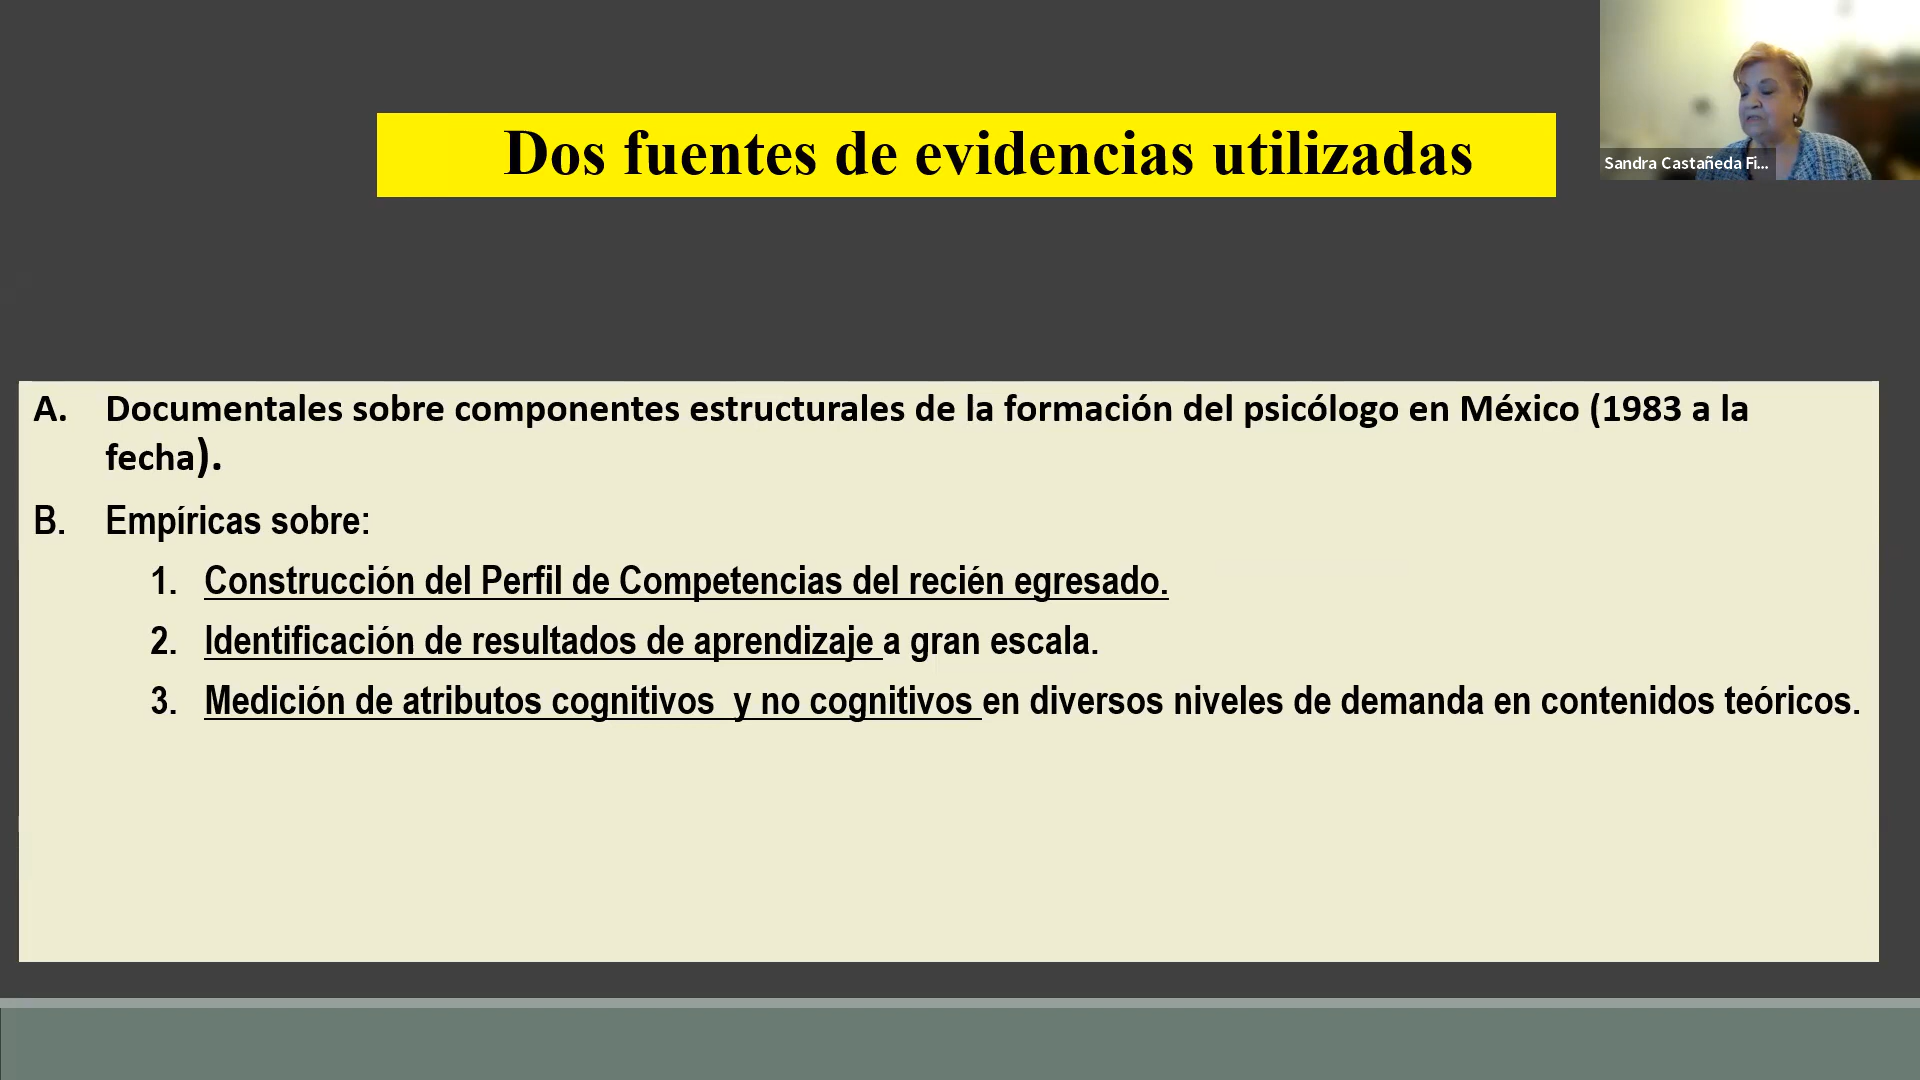 Dos fuentes de evidencias utilizadas
Sandra Castañeda Fi...
A. Documentales sobre componentes estructurales de la formación del psicólogo en México (1983 a la
fecha).
B. Empíricas sobre:
1. Construcción del Perfil de Competencias del recién egresado.
2. Identificación de resultados de aprendizaje a gran escala.
3. Medición de atributos cognitivos y no cognitivos en diversos niveles de demanda en contenidos teóricos.